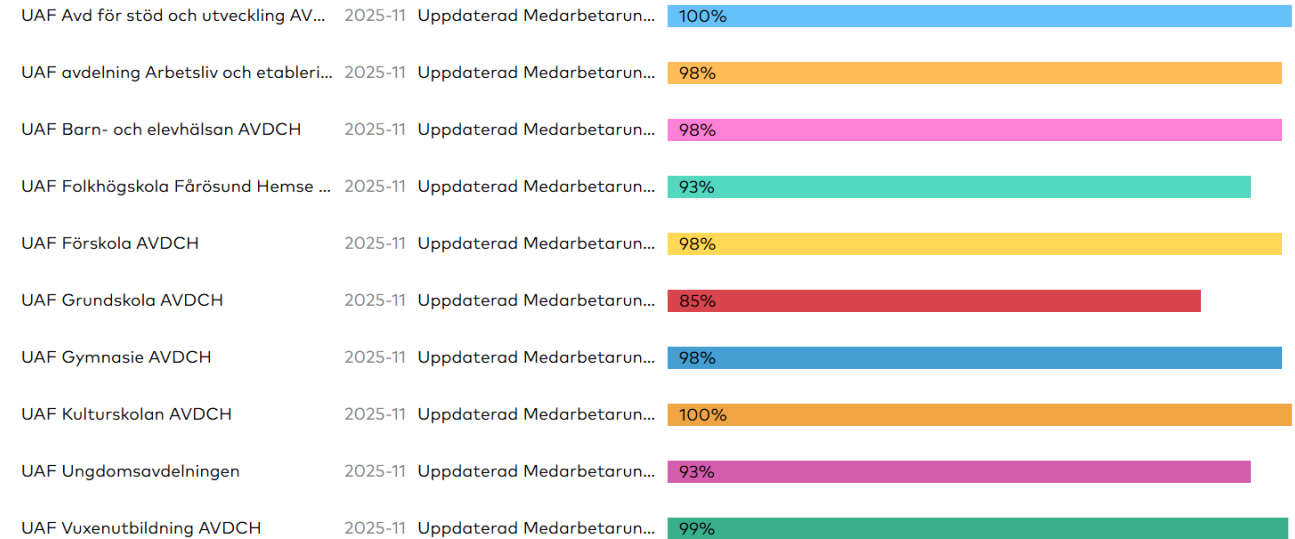 UAF Avd för stöd och utveckling AV... 2025-11 Uppdaterad Medarbetarun... 100%
UAF avdelning Arbetsliv och etableri... 2025-11 Uppdaterad Medarbetarun... 98%
UAF Barn- och elevhälsan AVDCH 2025-11 Uppdaterad Medarbetarun... 98%
UAF Folkhögskola Fårösund Hemse ... 2025-11 Uppdaterad Medarbetarun... 93%
UAF Förskola AVDCH 2025-11 Uppdaterad Medarbetarun... 98%
UAF Grundskola AVDCH 2025-11 Uppdaterad Medarbetarun... 85%
UAF Gymnasie AVDCH 2025-11 Uppdaterad Medarbetarun... 98%
UAF Kulturskolan AVDCH 2025-11 Uppdaterad Medarbetarun... 100%
UAF Ungdomsavdelningen 2025-11 Uppdaterad Medarbetarun... 93%
UAF Vuxenutbildning AVDCH 2025-11 Uppdaterad Medarbetarun... 99%